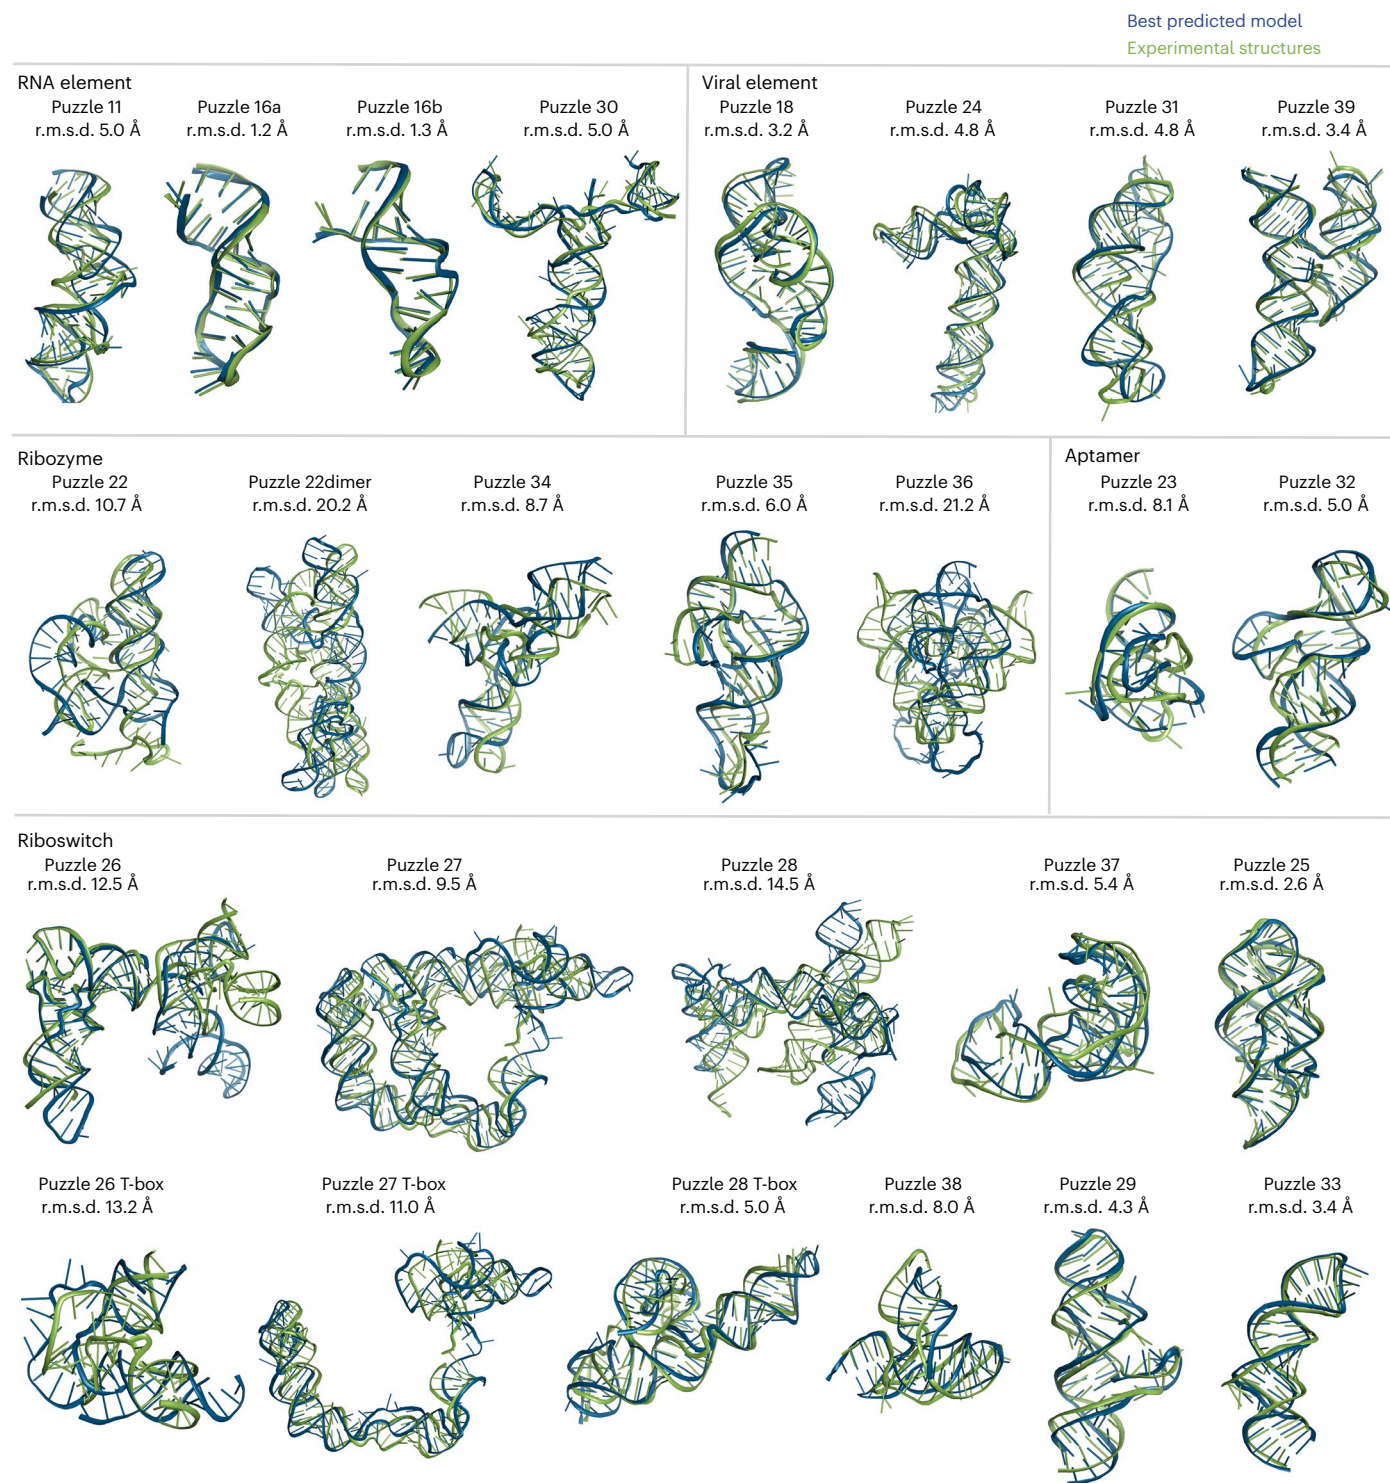 Best predicted model
Experimental structures
RNA element
Puzzle 11
r.m.s.d. 5.0 Å
Puzzle 16a
r.m.s.d. 1.2 Å
Puzzle 16b
r.m.s.d. 1.3 Å
Puzzle 30
r.m.s.d. 5.0 Å
Viral element
Puzzle 18
r.m.s.d. 3.2 Å
Puzzle 24
r.m.s.d. 4.8 Å
Puzzle 31
r.m.s.d. 4.8 Å
Puzzle 39
r.m.s.d. 3.4 Å
Ribozyme
Puzzle 22
r.m.s.d. 10.7 Å
Puzzle 22dimer
r.m.s.d. 20.2 Å
Puzzle 34
r.m.s.d. 8.7 Å
Puzzle 35
r.m.s.d. 6.0 Å
Puzzle 36
r.m.s.d. 21.2 Å
Aptamer
Puzzle 23
r.m.s.d. 8.1 Å
Puzzle 32
r.m.s.d. 5.0 Å
Riboswitch
Puzzle 26
r.m.s.d. 12.5 Å
Puzzle 27
r.m.s.d. 9.5 Å
Puzzle 28
r.m.s.d. 14.5 Å
Puzzle 37
r.m.s.d. 5.4 Å
Puzzle 25
r.m.s.d. 2.6 Å
Puzzle 26 T-box
r.m.s.d. 13.2 Å
Puzzle 27 T-box
r.m.s.d. 11.0 Å
Puzzle 28 T-box
r.m.s.d. 5.0 Å
Puzzle 38
r.m.s.d. 8.0 Å
Puzzle 29
r.m.s.d. 4.3 Å
Puzzle 33
r.m.s.d. 3.4 Å